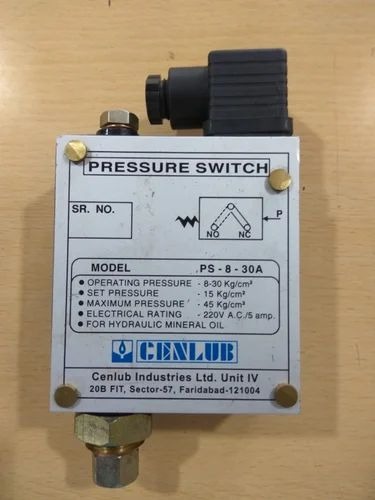 PRESSURE SWITCH
SR. NO.
P
NO NC
MODEL PS - 8 - 30A
• OPERATING PRESSURE - 8-30 Kg/cm²
• SET PRESSURE - 15 Kg/cm²
• MAXIMUM PRESSURE - 45 Kg/cm²
• ELECTRICAL RATING - 220V A.C./5 amp.
• FOR HYDRAULIC MINERAL OIL
CENLUB
Cenlub Industries Ltd. Unit IV
20B FIT, Sector-57, Faridabad-121004